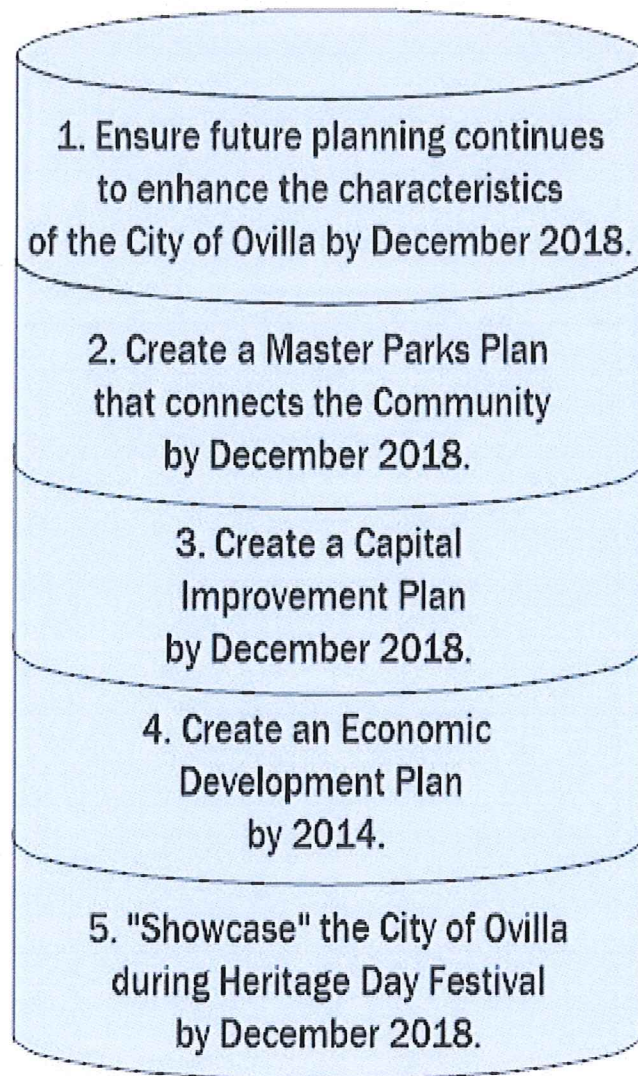 1. Ensure future planning continues
to enhance the characteristics
of the City of Ovilla by December 2018.
2. Create a Master Parks Plan
that connects the Community
by December 2018.
3. Create a Capital
Improvement Plan
by December 2018.
4. Create an Economic
Development Plan
by 2014.
5. "Showcase" the City of Ovilla
during Heritage Day Festival
by December 2018.